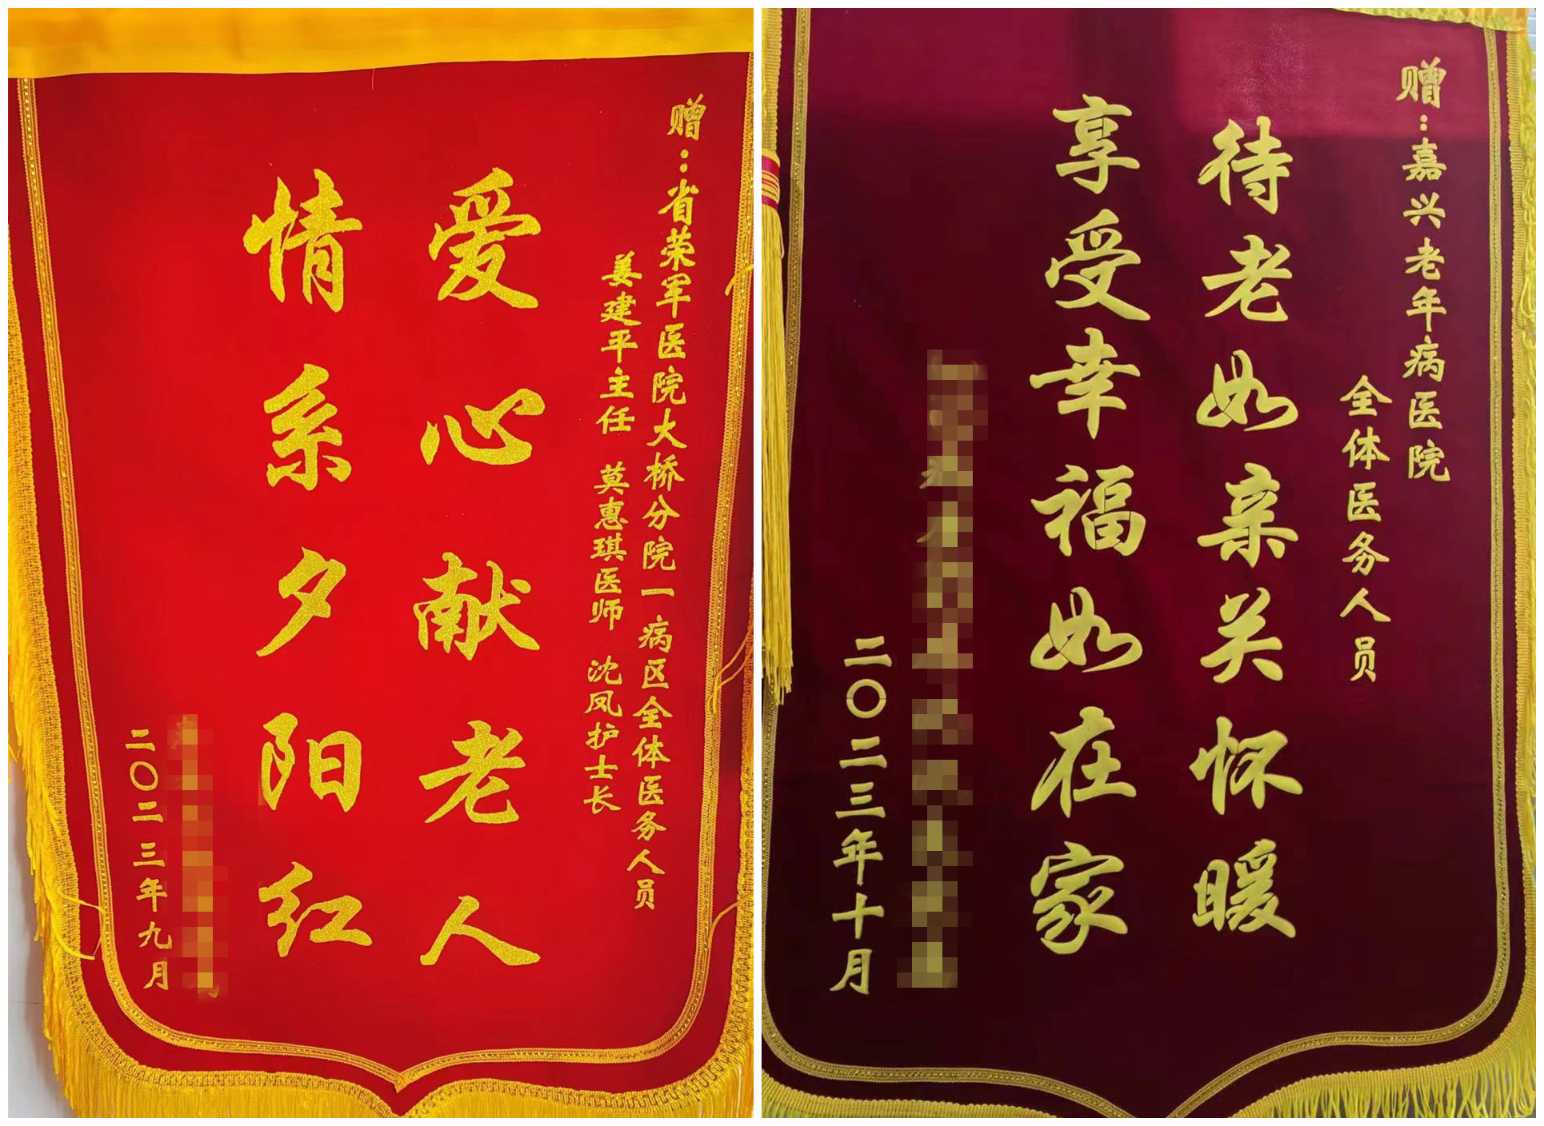 赠：省荣军医院大桥分院一病区全体医务人员
姜建平主任 莫惠琪医师 沈凤护士长
爱心献老人
情系夕阳红
二〇二三年九月
赠：嘉兴老年病医院
全体医务人员
待老如亲关怀暖
享受幸福如在家
二〇二三年十月